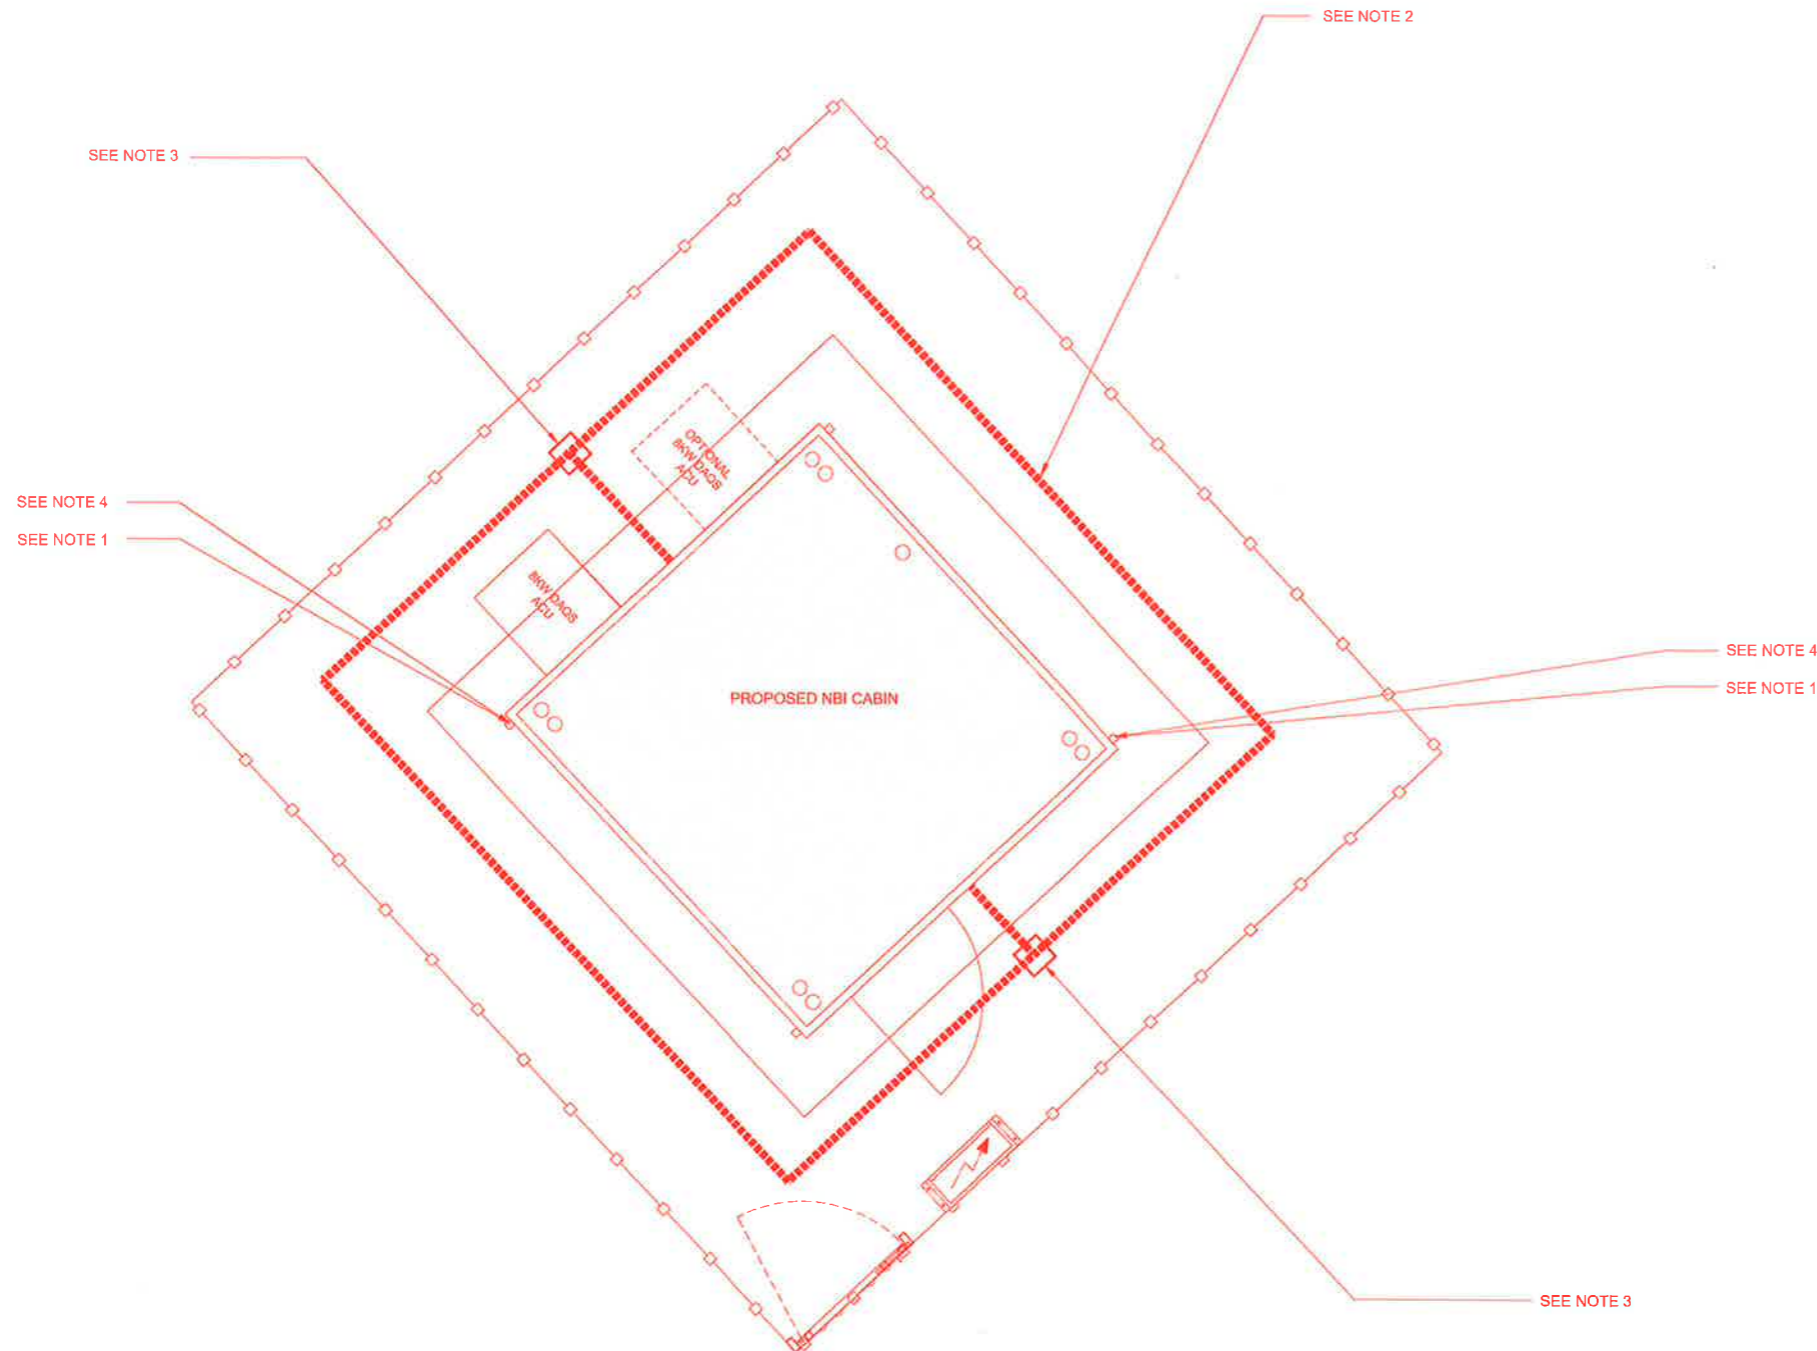 SEE NOTE 2
SEE NOTE 3
OPTIONAL
8KW DAQS
ACU
SEE NOTE 4
SEE NOTE 1
8KW DAQS
ACU
PROPOSED NBI CABIN
SEE NOTE 4
SEE NOTE 1
SEE NOTE 3